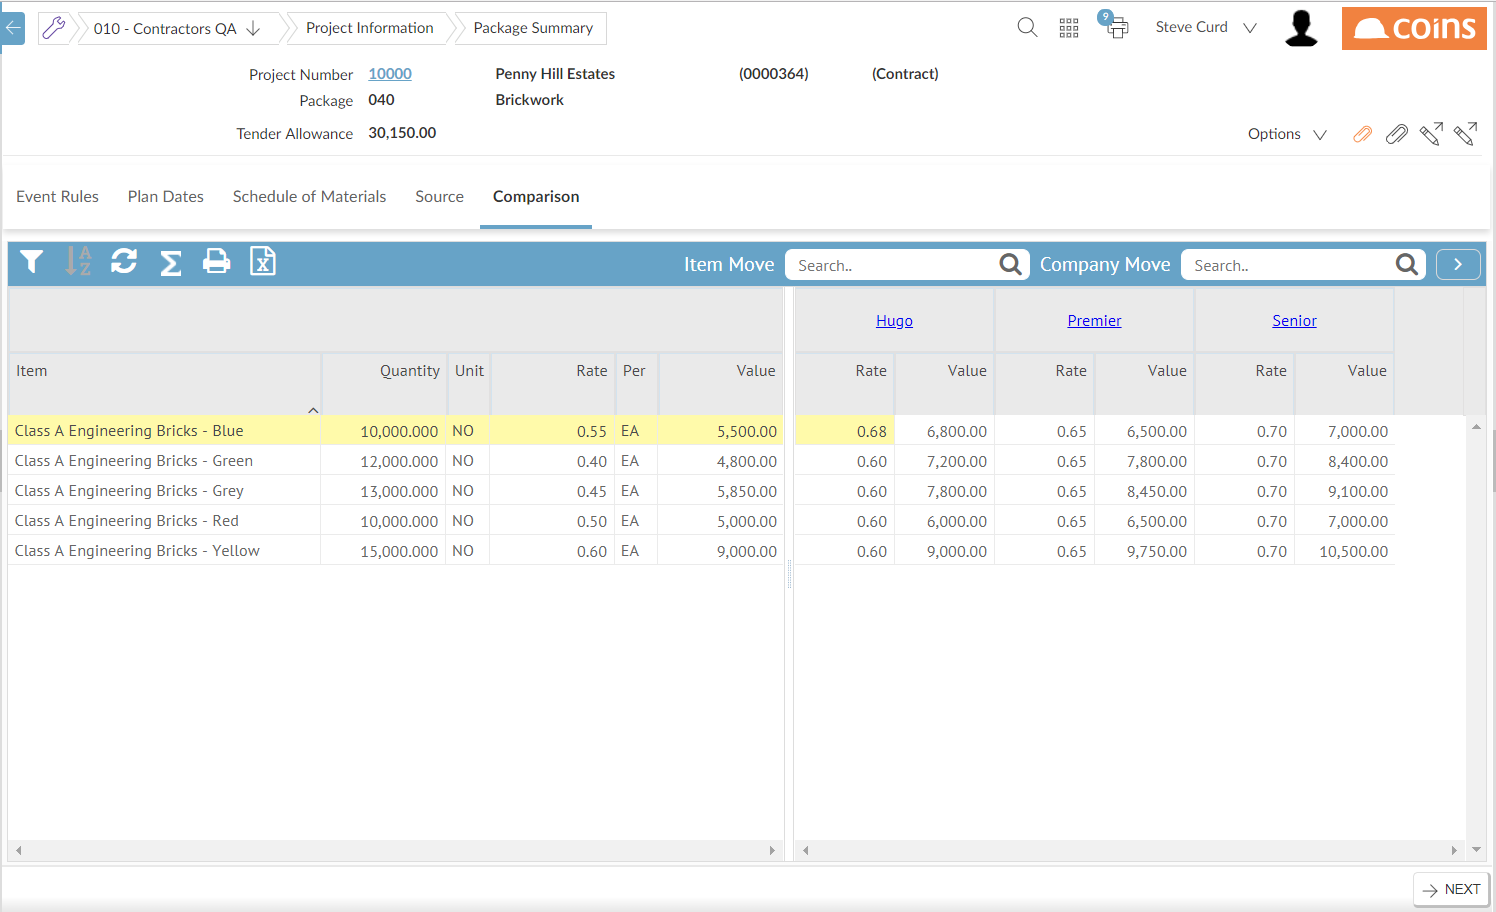 010 - Contractors QA Project Information Package Summary 9 Steve Curd coins
Project Number 10000 Penny Hill Estates (0000364) (Contract)
Package 040 Brickwork
Tender Allowance 30,150.00 Options
Event Rules Plan Dates Schedule of Materials Source Comparison
Item Move Search.. Company Move Search..
Hugo Premier Senior
Item Quantity Unit Rate Per Value Rate Value Rate Value Rate Value
Class A Engineering Bricks - Blue 10,000.000 NO 0.55 EA 5,500.00 0.68 6,800.00 0.65 6,500.00 0.70 7,000.00
Class A Engineering Bricks - Green 12,000.000 NO 0.40 EA 4,800.00 0.60 7,200.00 0.65 7,800.00 0.70 8,400.00
Class A Engineering Bricks - Grey 13,000.000 NO 0.45 EA 5,850.00 0.60 7,800.00 0.65 8,450.00 0.70 9,100.00
Class A Engineering Bricks - Red 10,000.000 NO 0.50 EA 5,000.00 0.60 6,000.00 0.65 6,500.00 0.70 7,000.00
Class A Engineering Bricks - Yellow 15,000.000 NO 0.60 EA 9,000.00 0.60 9,000.00 0.65 9,750.00 0.70 10,500.00
NEXT